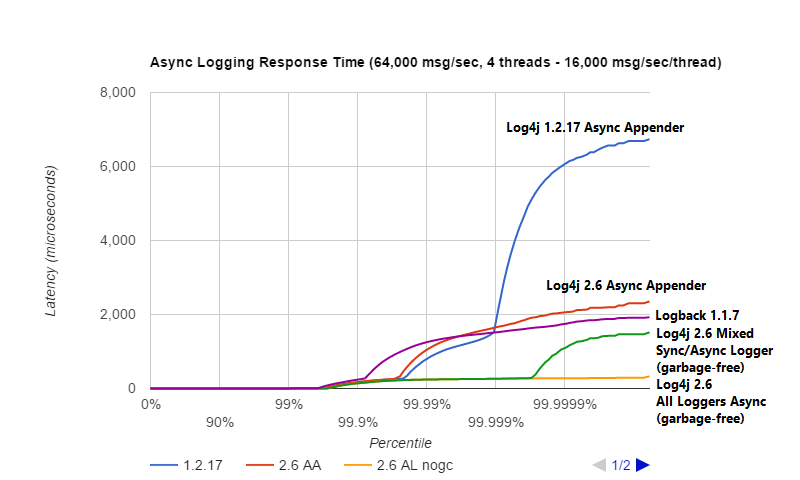 Async Logging Response Time (64,000 msg/sec, 4 threads - 16,000 msg/sec/thread)
8,000
6,000
4,000
2,000
0
Latency (microseconds)
Log4j 1.2.17 Async Appender
Log4j 2.6 Async Appender
Logback 1.1.7
Log4j 2.6 Mixed
Sync/Async Logger
(garbage-free)
Log4j 2.6
All Loggers Async
(garbage-free)
0%
90%
99%
99.9%
99.99%
99.999%
99.9999%
Percentile
1.2.17
2.6 AA
2.6 AL nogc
1/2